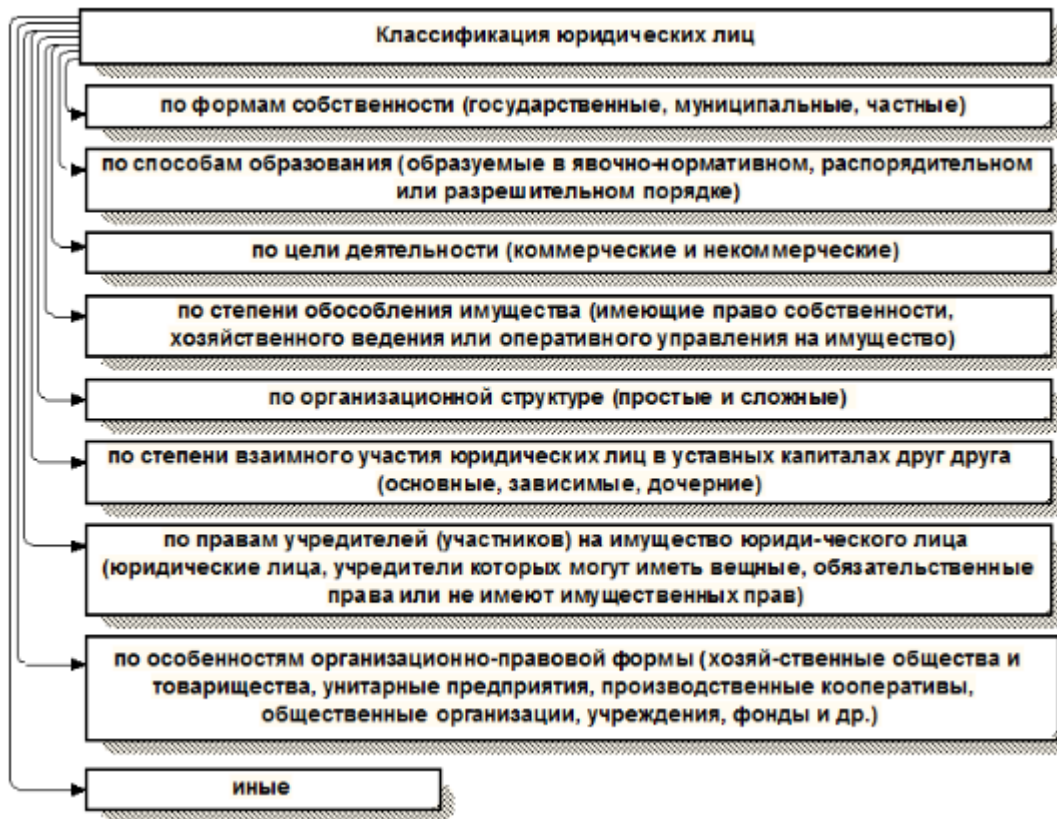 Классификация юридических лиц
по формам собственности (государственные, муниципальные, частные)
по способам образования (образуемые в явочно-нормативном, распорядительном
или разрешительном порядке)
по цели деятельности (коммерческие и некоммерческие)
по степени обособления имущества (имеющие право собственности,
хозяйственного ведения или оперативного управления на имущество)
по организационной структуре (простые и сложные)
по степени взаимного участия юридических лиц в уставных капиталах друг друга
(основные, зависимые, дочерние)
по правам учредителей (участников) на имущество юриди-ческого лица
(юридические лица, учредители которых могут иметь вещные, обязательственные
права или не имеют имущественных прав)
по особенностям организационно-правовой формы (хозяй-ственные общества и
товарищества, унитарные предприятия, производственные кооперативы,
общественные организации, учреждения, фонды и др.)
иные